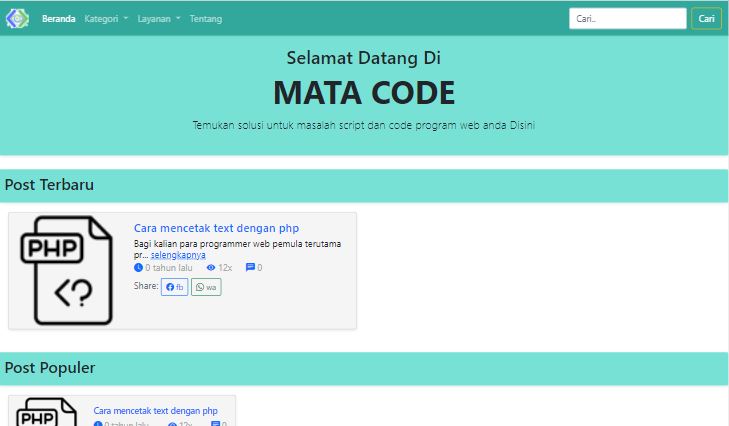 Beranda Kategori Layanan Tentang Cari.. Cari
Selamat Datang Di
MATA CODE
Temukan solusi untuk masalah script dan code program web anda Disini
Post Terbaru
PHP
<?
Cara mencetak text dengan php
Bagi kalian para programmer web pemula terutama
pr... selengkapnya
0 tahun lalu 12x 0
Share: fb wa
Post Populer
PHP
Cara mencetak text dengan php
0 tahun lalu 12x 0